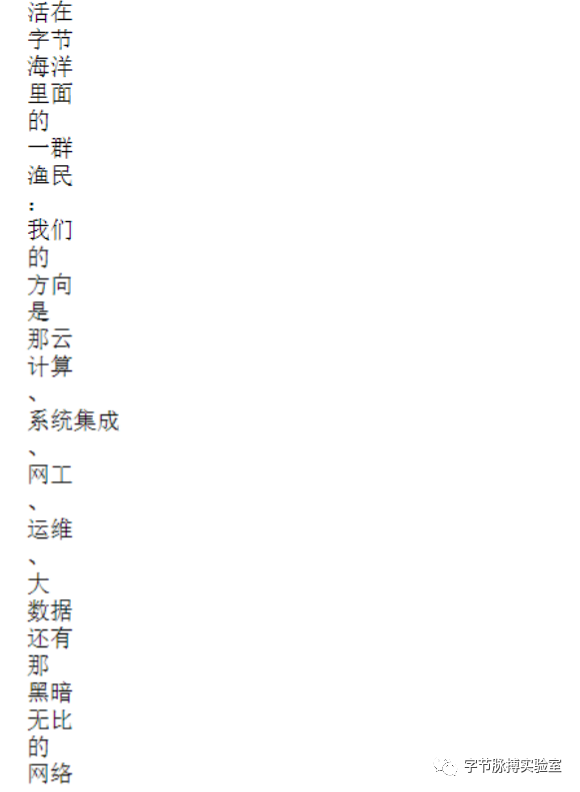 活在
字节
海洋
里面
的
一群
渔民
：
我们
的
方向
是
那云
计算
、
系统集成
、
网工
、
运维
、
大
数据
还有
那
黑暗
无比
的
网络
字节脉搏实验室